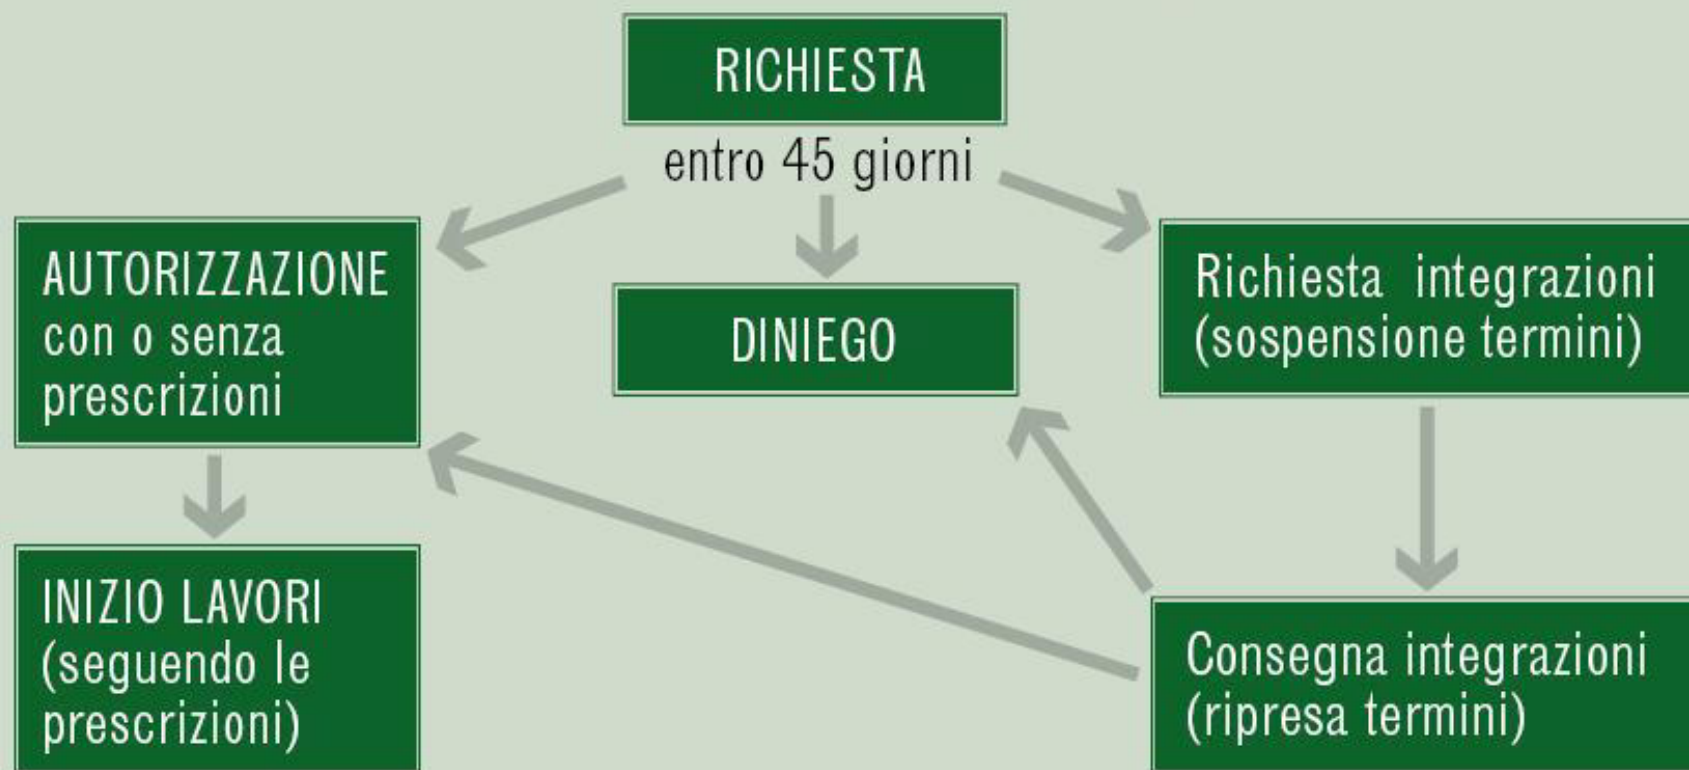 RICHIESTA
entro 45 giorni
AUTORIZZAZIONE
con o senza
prescrizioni
DINIEGO
Richiesta integrazioni
(sospensione termini)
INIZIO LAVORI
(seguendo le
prescrizioni)
Consegna integrazioni
(ripresa termini)